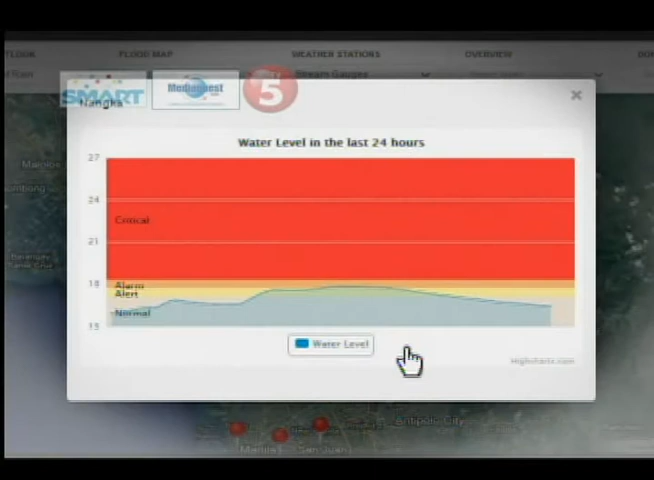 FLOOD MAP
WEATHER STATIONS
OVERVIEW
Stream Gauges
SMART
Mediaquest
5
Nangka
Water Level in the last 24 hours
27
24
Critical
21
18
Alarm
Alert
Normal
15
Water Level
Highcharts.com
Antipolo City
Manila
San Juan